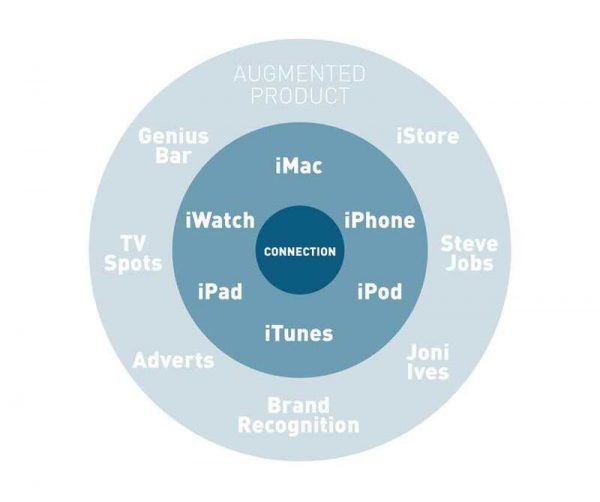 AUGMENTED
PRODUCT
Genius
Bar
iStore
iMac
iWatch
iPhone
TV
Spots
CONNECTION
Steve
Jobs
iPad
iPod
iTunes
Adverts
Joni
Ives
Brand
Recognition